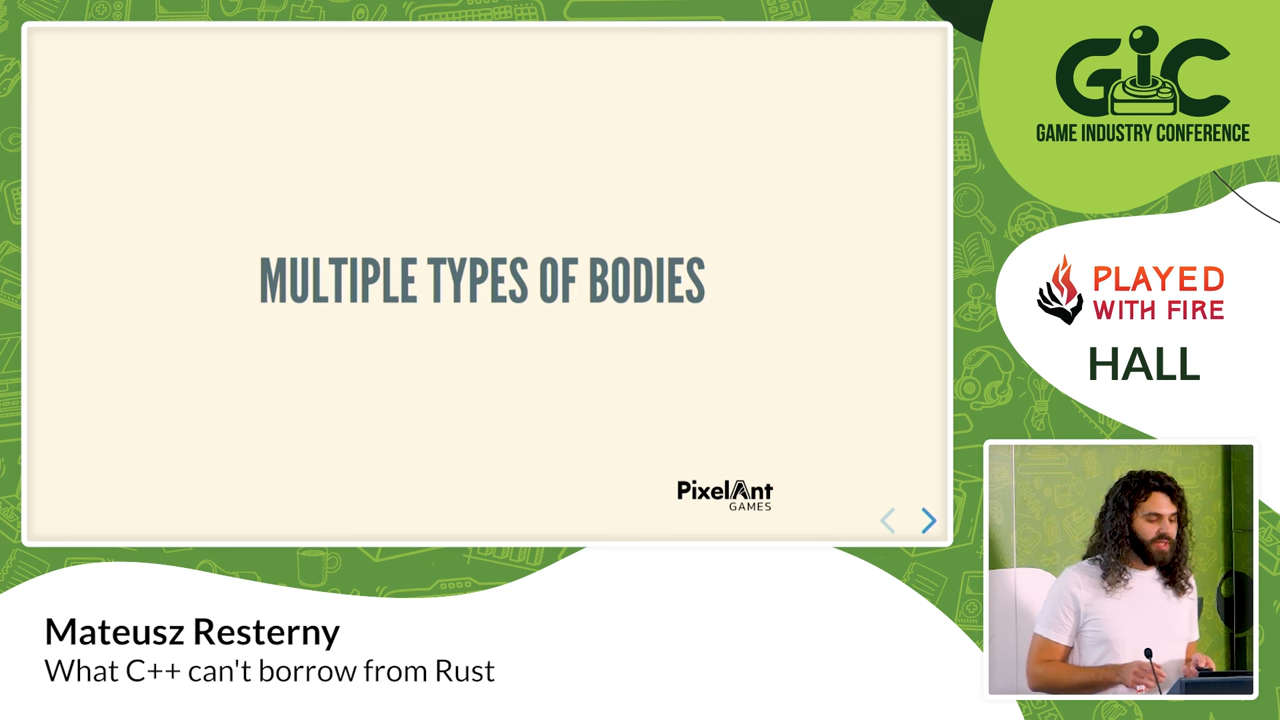 MULTIPLE TYPES OF BODIES
PixelAnt
GAMES
GIC
GAME INDUSTRY CONFERENCE
PLAYED
WITH FIRE
HALL
Mateusz Resterny
What C++ can't borrow from Rust